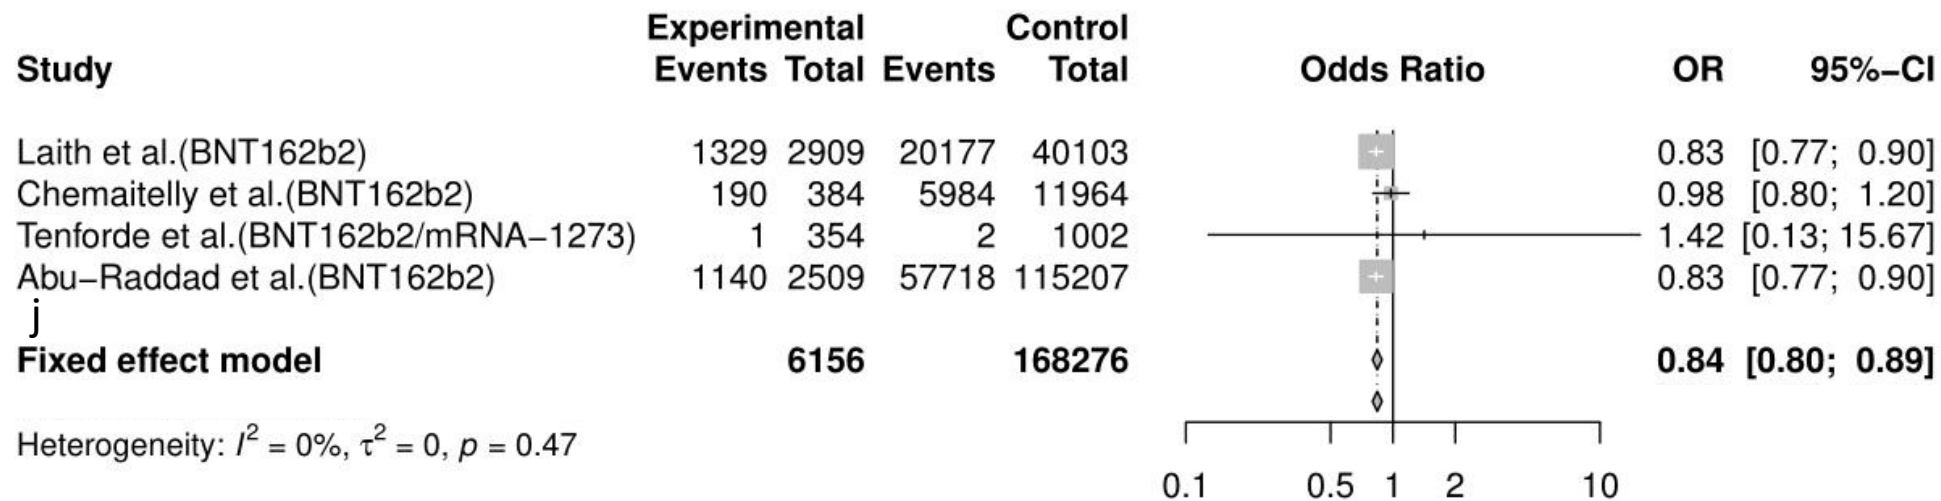 Experimental Control
Study Events Total Events Total Odds Ratio OR 95%−CI
Laith et al.(BNT162b2) 1329 2909 20177 40103 0.83 [0.77; 0.90]
Chemaitelly et al.(BNT162b2) 190 384 5984 11964 0.98 [0.80; 1.20]
Tenforde et al.(BNT162b2/mRNA−1273) 1 354 2 1002 1.42 [0.13; 15.67]
Abu−Raddad et al.(BNT162b2) 1140 2509 57718 115207 0.83 [0.77; 0.90]
j
Fixed effect model 6156 168276 0.84 [0.80; 0.89]
Heterogeneity: I² = 0%, τ² = 0, p = 0.47
0.1 0.5 1 2 10